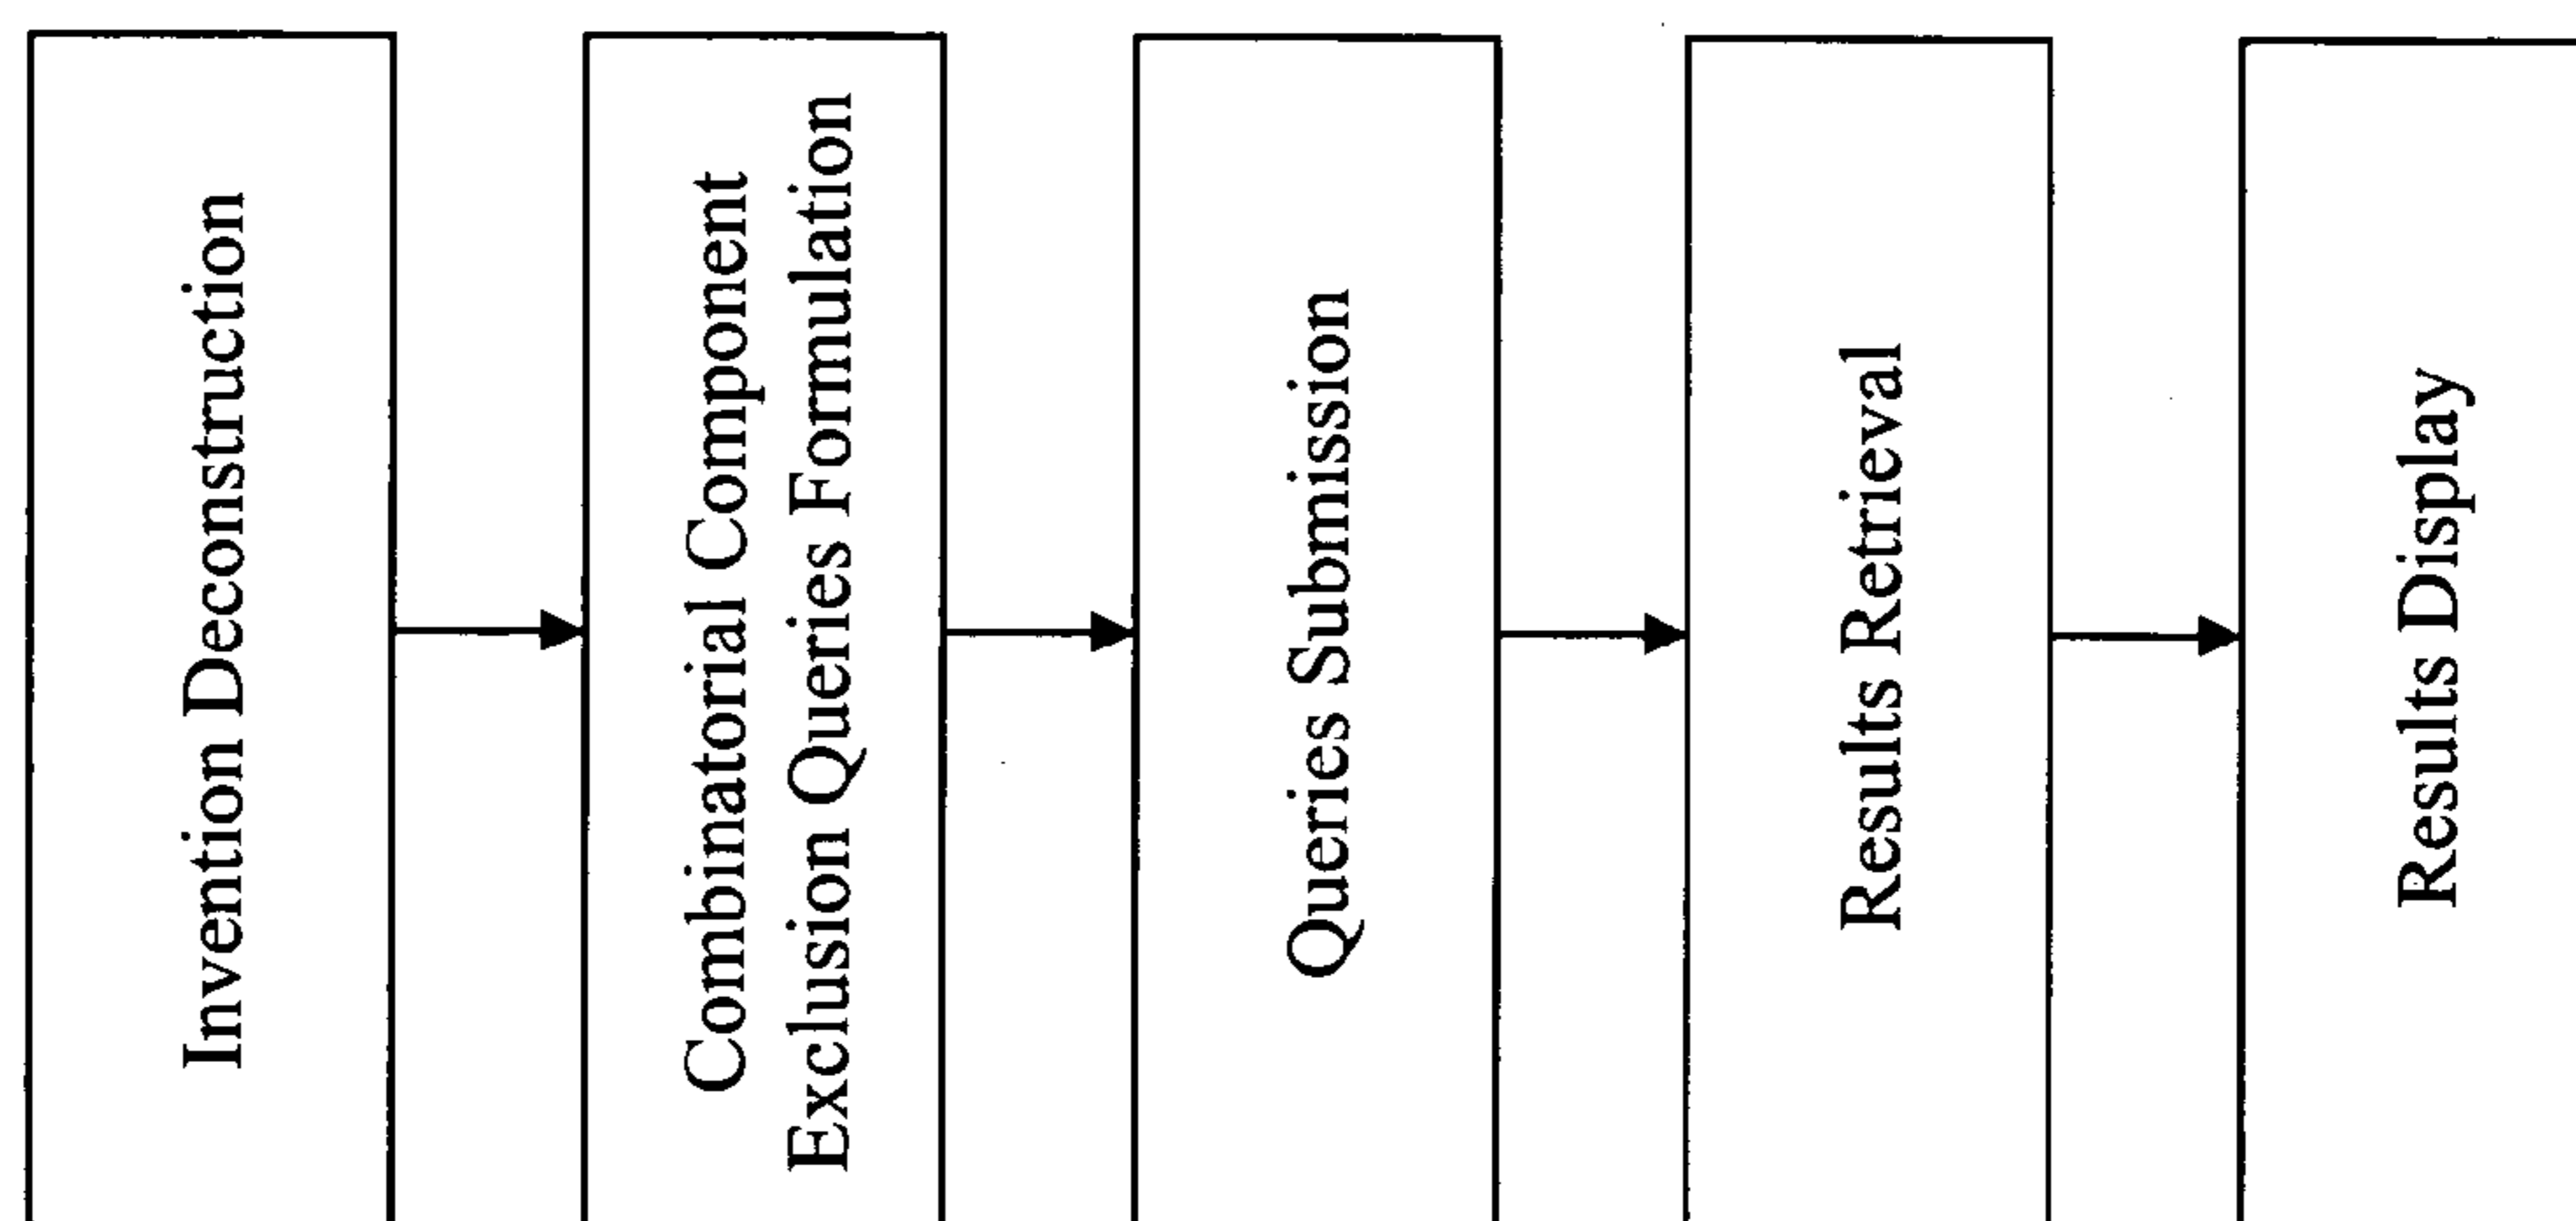 Invention Deconstruction
Combinatorial Component
Exclusion Queries Formulation
Queries Submission
Results Retrieval
Results Display